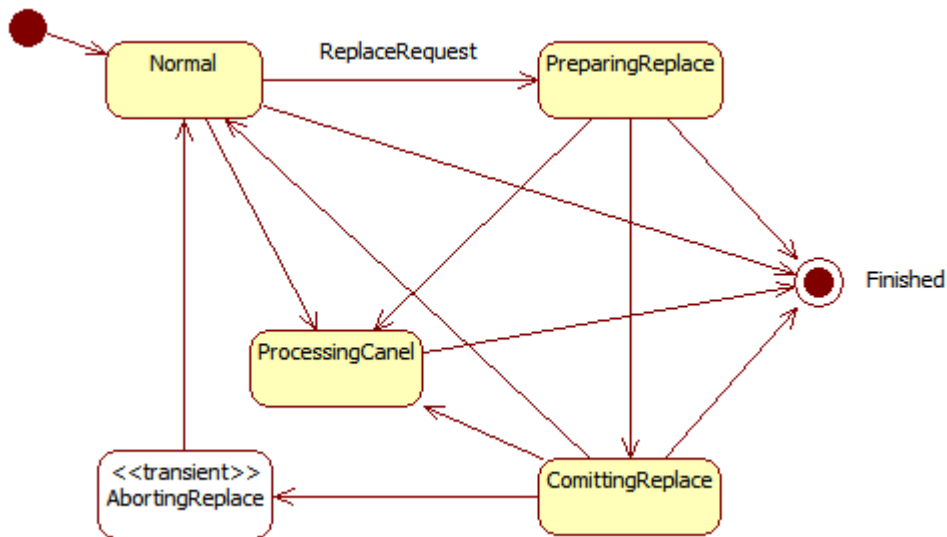 ReplaceRequest
Normal
PreparingReplace
Finished
ProcessingCanel
<<transient>>
AbortingReplace
ComittingReplace